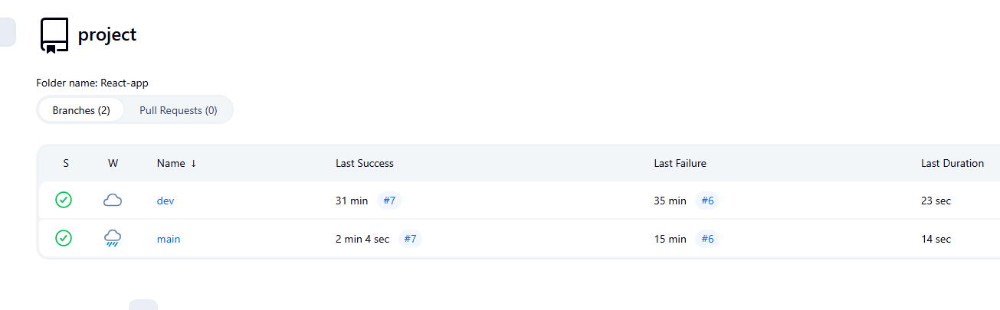 project
Folder name: React-app
Branches (2) Pull Requests (0)
S W Name ↓ Last Success Last Failure Last Duration
dev 31 min #7 35 min #6 23 sec
main 2 min 4 sec #7 15 min #6 14 sec